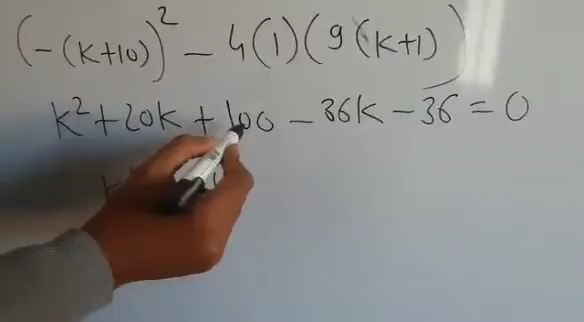 (-(k+10))² - 4(1)(9(k+1))
k² + 20k + 100 - 36k - 36 = 0